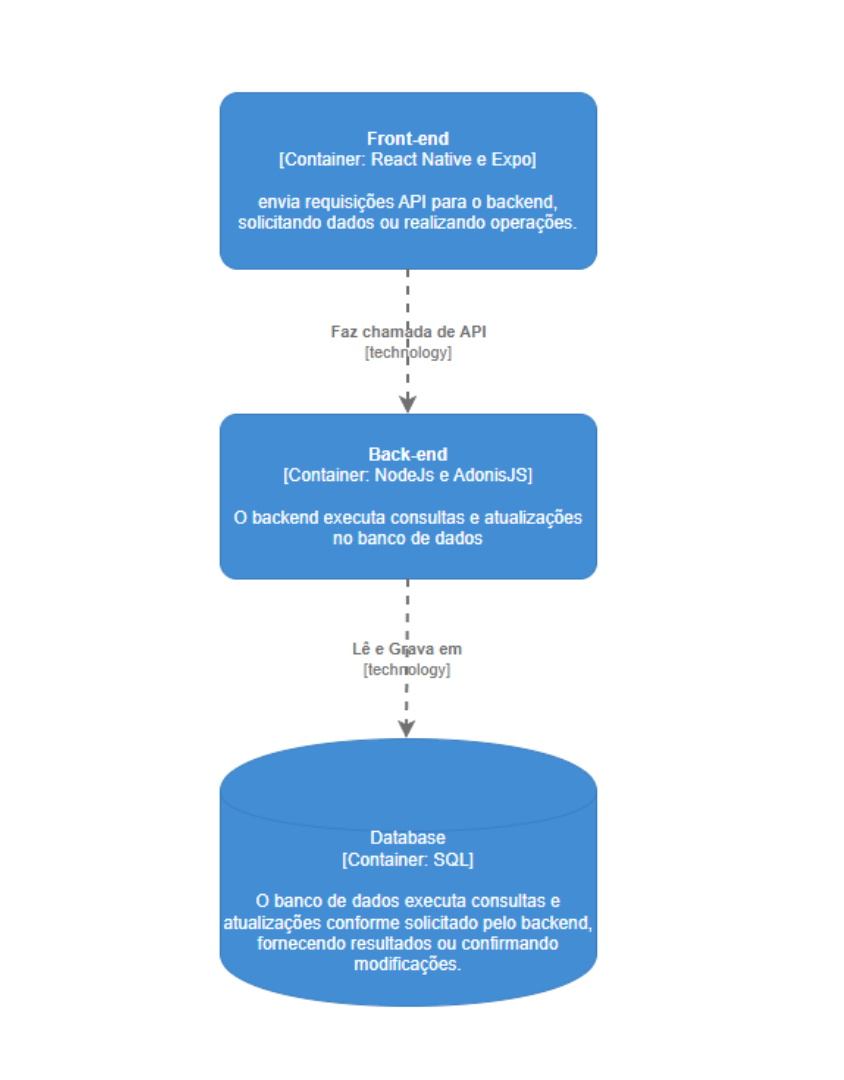 Front-end
[Container: React Native e Expo]
envia requisições API para o backend,
solicitando dados ou realizando operações.
Faz chamada de API
[technology]
Back-end
[Container: NodeJs e AdonisJS]
O backend executa consultas e atualizações
no banco de dados
Lê e Grava em
[technology]
Database
[Container: SQL]
O banco de dados executa consultas e
atualizações conforme solicitado pelo backend,
fornecendo resultados ou confirmando
modificações.